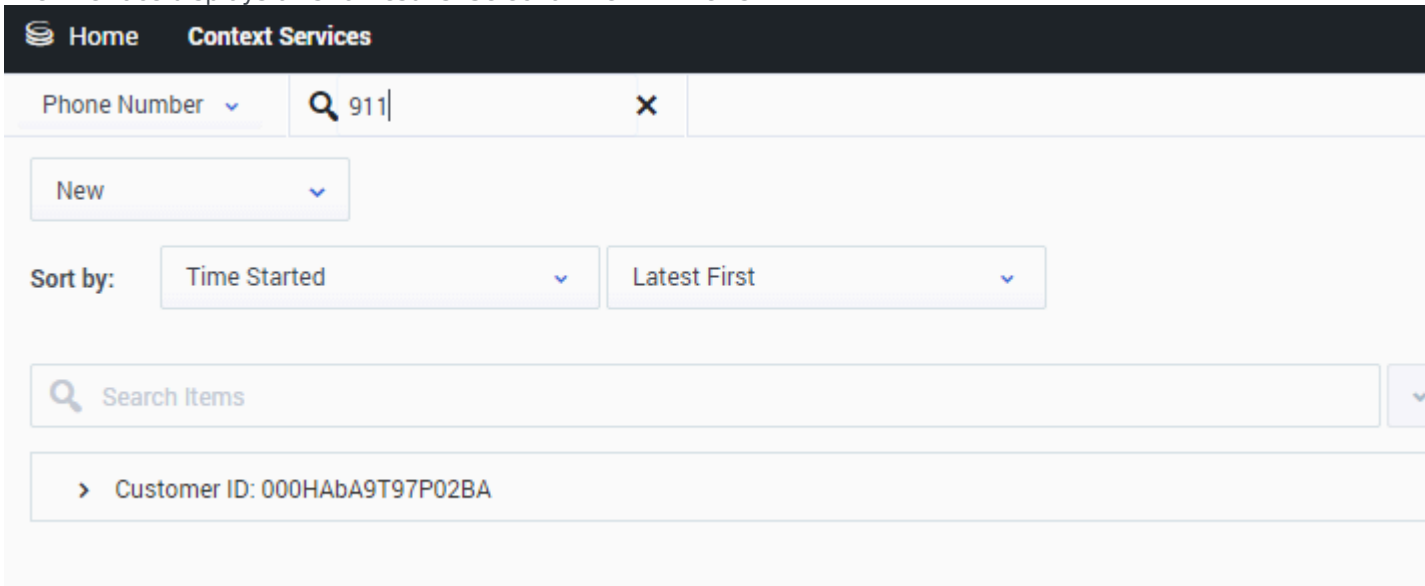 Home Context Services
Phone Number 911
New
Sort by: Time Started Latest First
Search Items
Customer ID: 000HAbA9T97P02BA